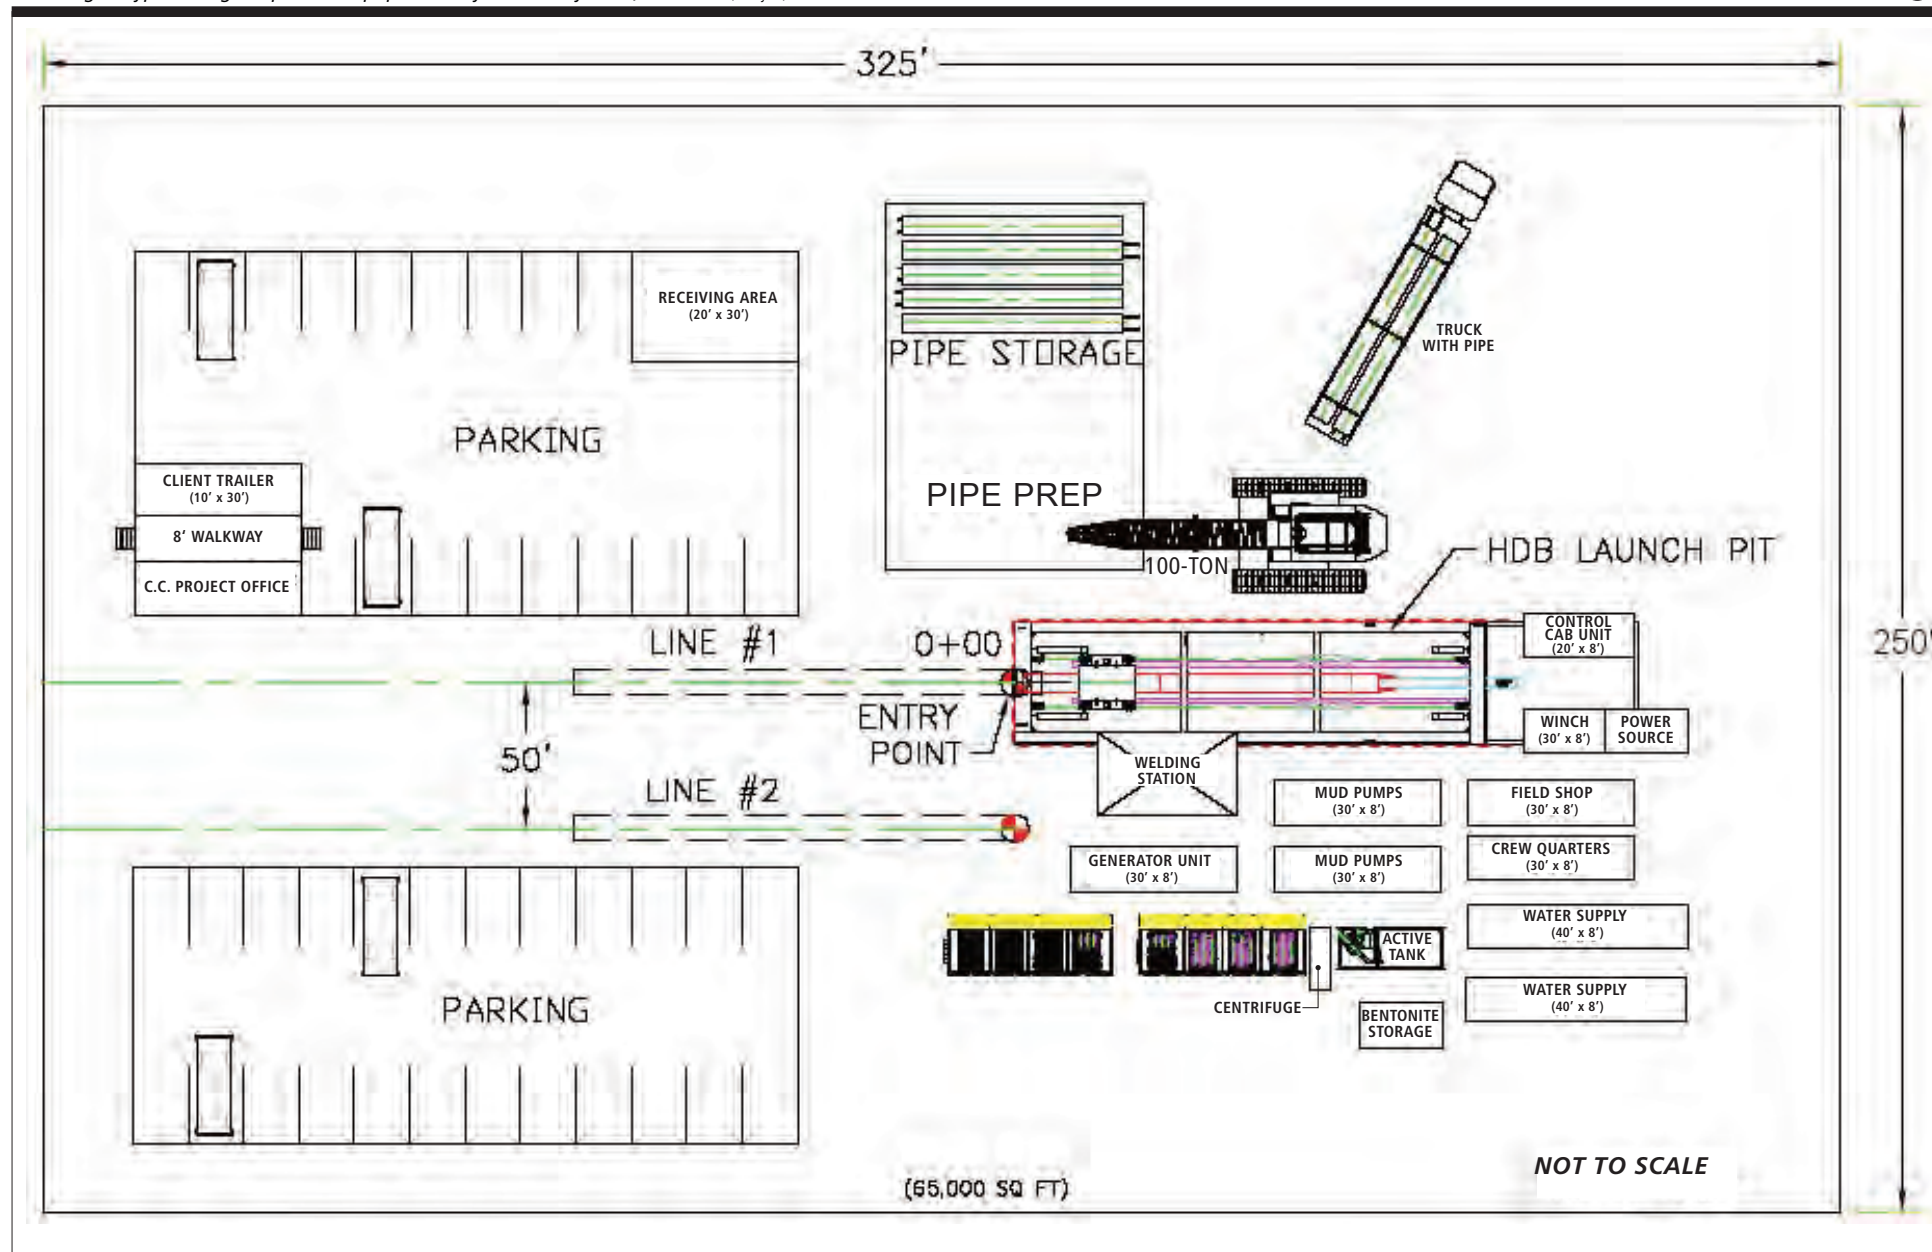 325'
RECEIVING AREA
(20' x 30')
PIPE STORAGE
TRUCK
WITH PIPE
PARKING
CLIENT TRAILER
(10' x 30')
8' WALKWAY
C.C. PROJECT OFFICE
PIPE PREP
100-TON
HDB LAUNCH PIT
250'
LINE #1
0+00
CONTROL
CAB UNIT
(20' x 8')
ENTRY
POINT
50'
WINCH
(30' x 8')
POWER
SOURCE
WELDING
STATION
LINE #2
MUD PUMPS
(30' x 8')
FIELD SHOP
(30' x 8')
GENERATOR UNIT
(30' x 8')
MUD PUMPS
(30' x 8')
CREW QUARTERS
(30' x 8')
WATER SUPPLY
(40' x 8')
ACTIVE
TANK
CENTRIFUGE
WATER SUPPLY
(40' x 8')
BENTONITE
STORAGE
PARKING
NOT TO SCALE
(65,000 SQ FT)